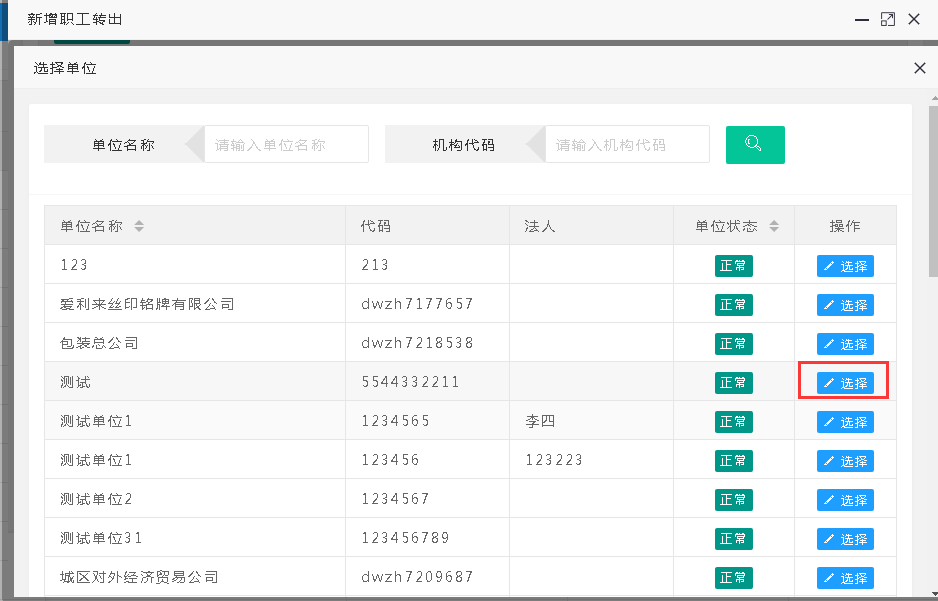 新增职工转出
选择单位
单位名称 请输入单位名称 机构代码 请输入机构代码
单位名称 代码 法人 单位状态 操作
123 213 正常 选择
爱利来丝印铭牌有限公司 dwzh7177657 正常 选择
包装总公司 dwzh7218538 正常 选择
测试 5544332211 正常 选择
测试单位1 1234565 李四 正常 选择
测试单位1 123456 123223 正常 选择
测试单位2 1234567 正常 选择
测试单位31 123456789 正常 选择
城区对外经济贸易公司 dwzh7209687 正常 选择